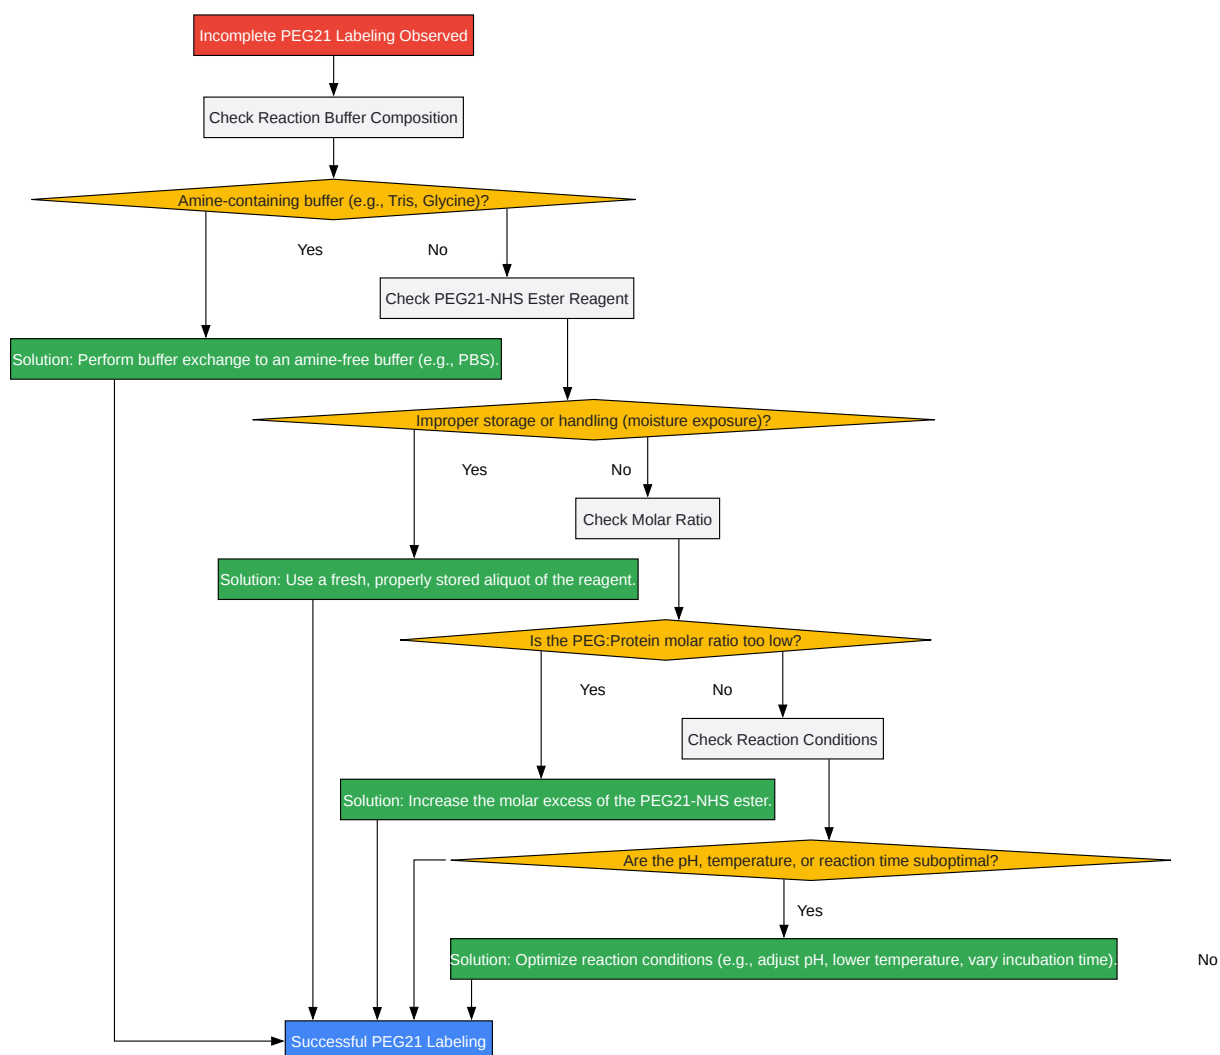 Incomplete PEG21 Labeling Observed
Check Reaction Buffer Composition
Amine-containing buffer (e.g., Tris, Glycine)?
Yes
No
Check PEG21-NHS Ester Reagent
Solution: Perform buffer exchange to an amine-free buffer (e.g., PBS).
Improper storage or handling (moisture exposure)?
Yes
No
Check Molar Ratio
Solution: Use a fresh, properly stored aliquot of the reagent.
Is the PEG:Protein molar ratio too low?
Yes
No
Check Reaction Conditions
Solution: Increase the molar excess of the PEG21-NHS ester.
Are the pH, temperature, or reaction time suboptimal?
Yes
Solution: Optimize reaction conditions (e.g., adjust pH, lower temperature, vary incubation time).
No
Successful PEG21 Labeling